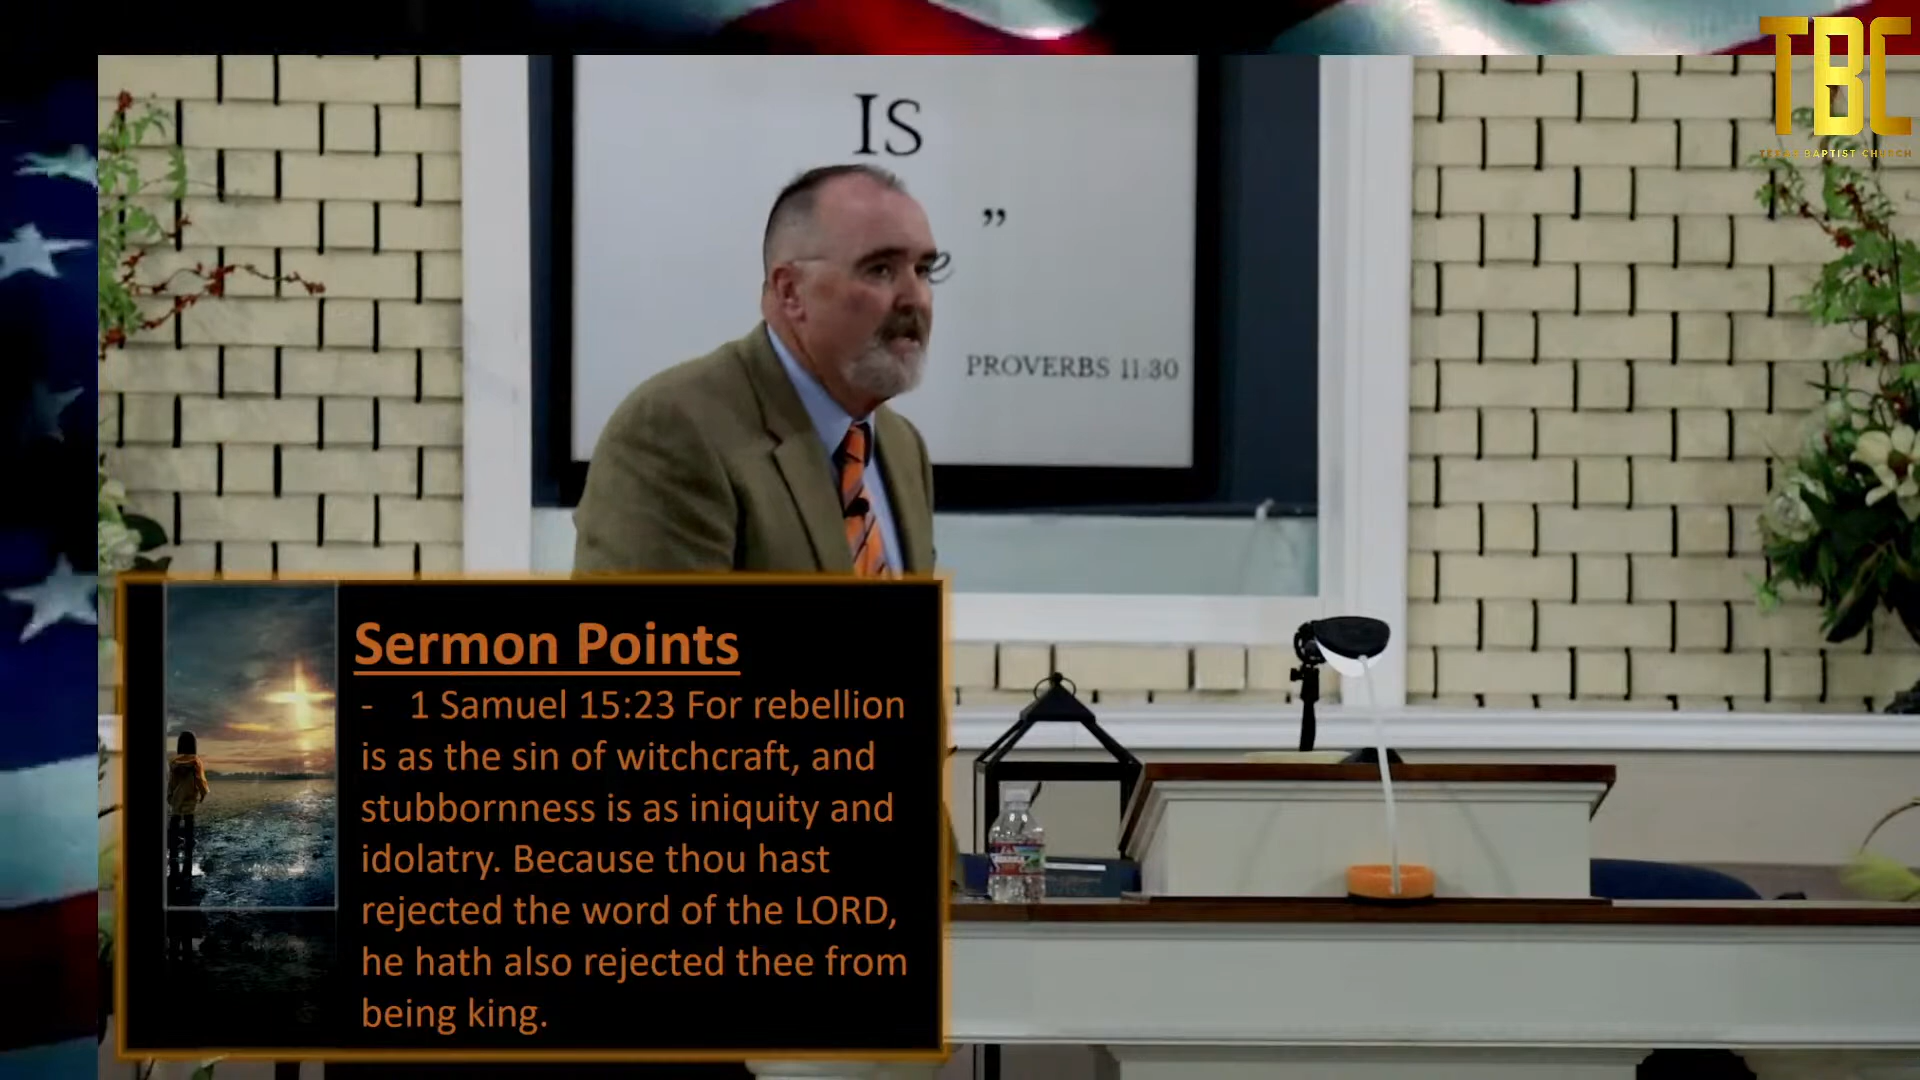 TBC
BAPTIST CHURCH
IS
”
e
PROVERBS 11:30
Sermon Points
- 1 Samuel 15:23 For rebellion
is as the sin of witchcraft, and
stubbornness is as iniquity and
idolatry. Because thou hast
rejected the word of the LORD,
he hath also rejected thee from
being king.